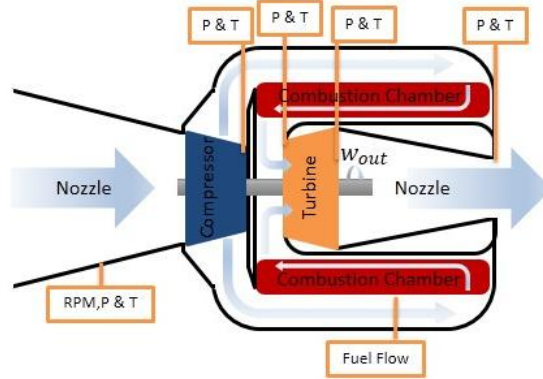 P & T
P & T
P & T
P & T
Combustion Chamber
Nozzle
Compressor
Turbine
w_out
Nozzle
Combustion Chamber
RPM,P & T
Fuel Flow